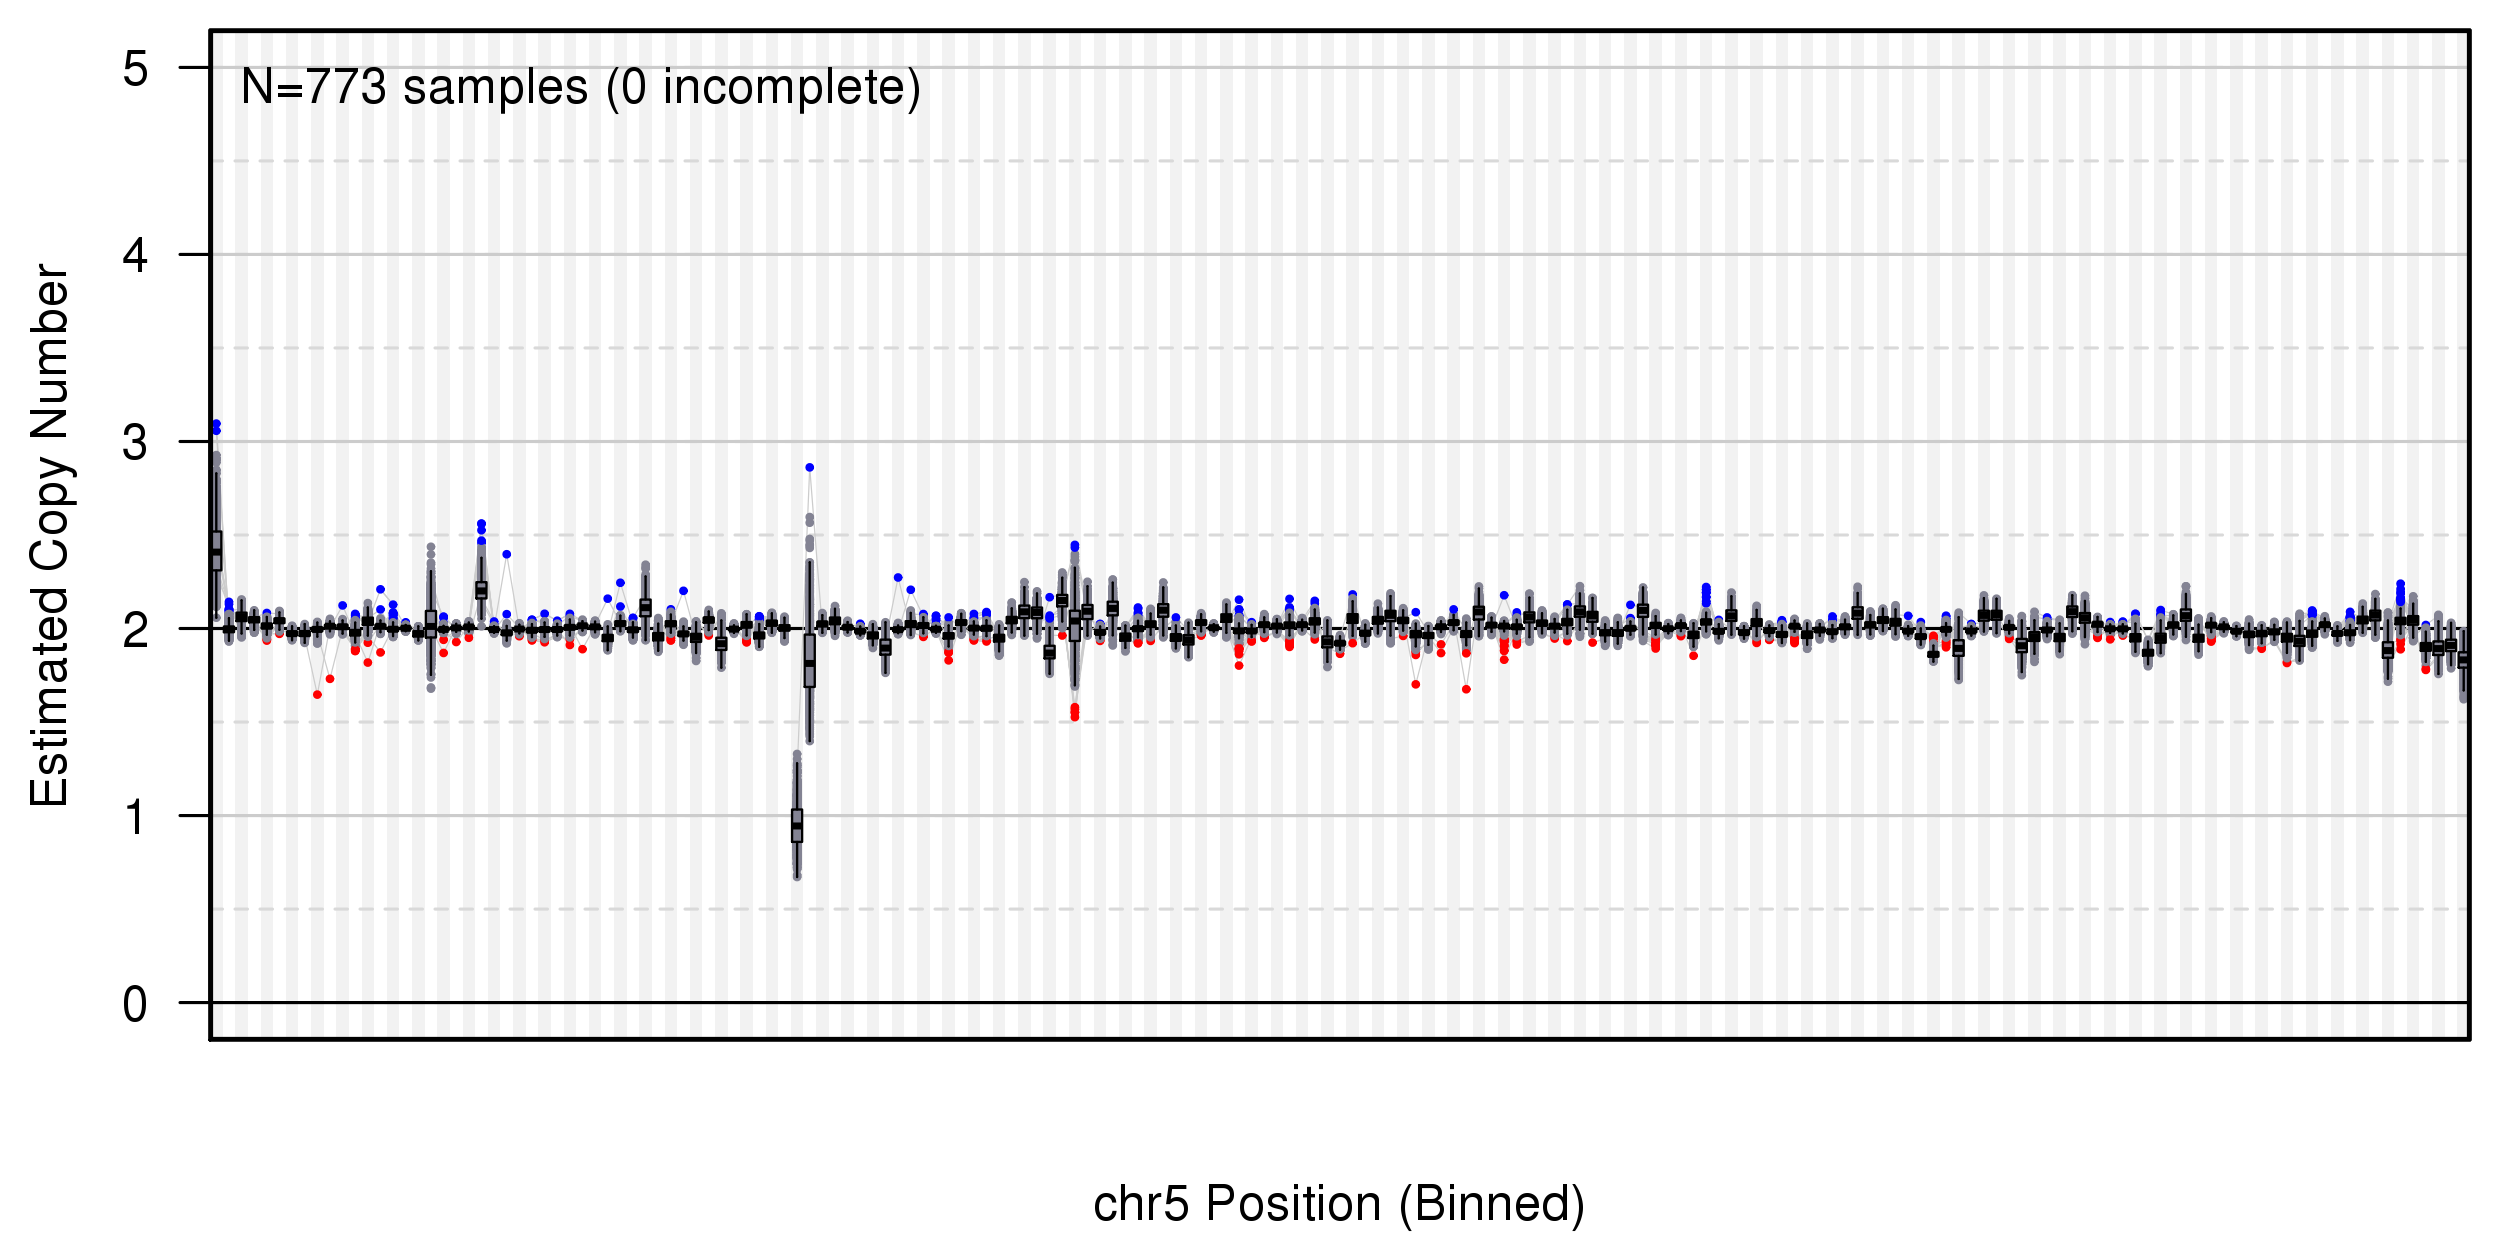 N=773 samples (0 incomplete)
5
4
3
2
1
0
Estimated Copy Number
chr5 Position (Binned)